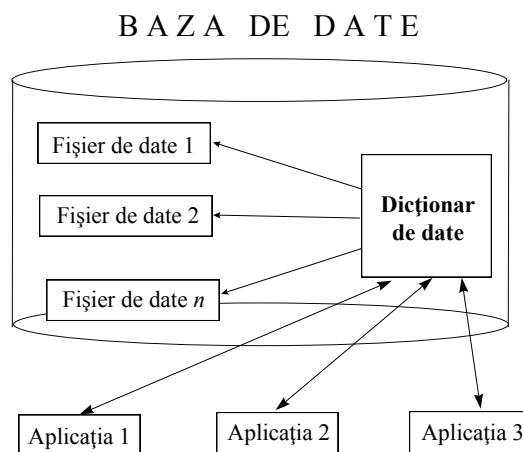 BAZA DE DATE
Fişier de date 1
Fişier de date 2
Dicţionar
de date
Fişier de date n
Aplicaţia 1
Aplicaţia 2
Aplicaţia 3